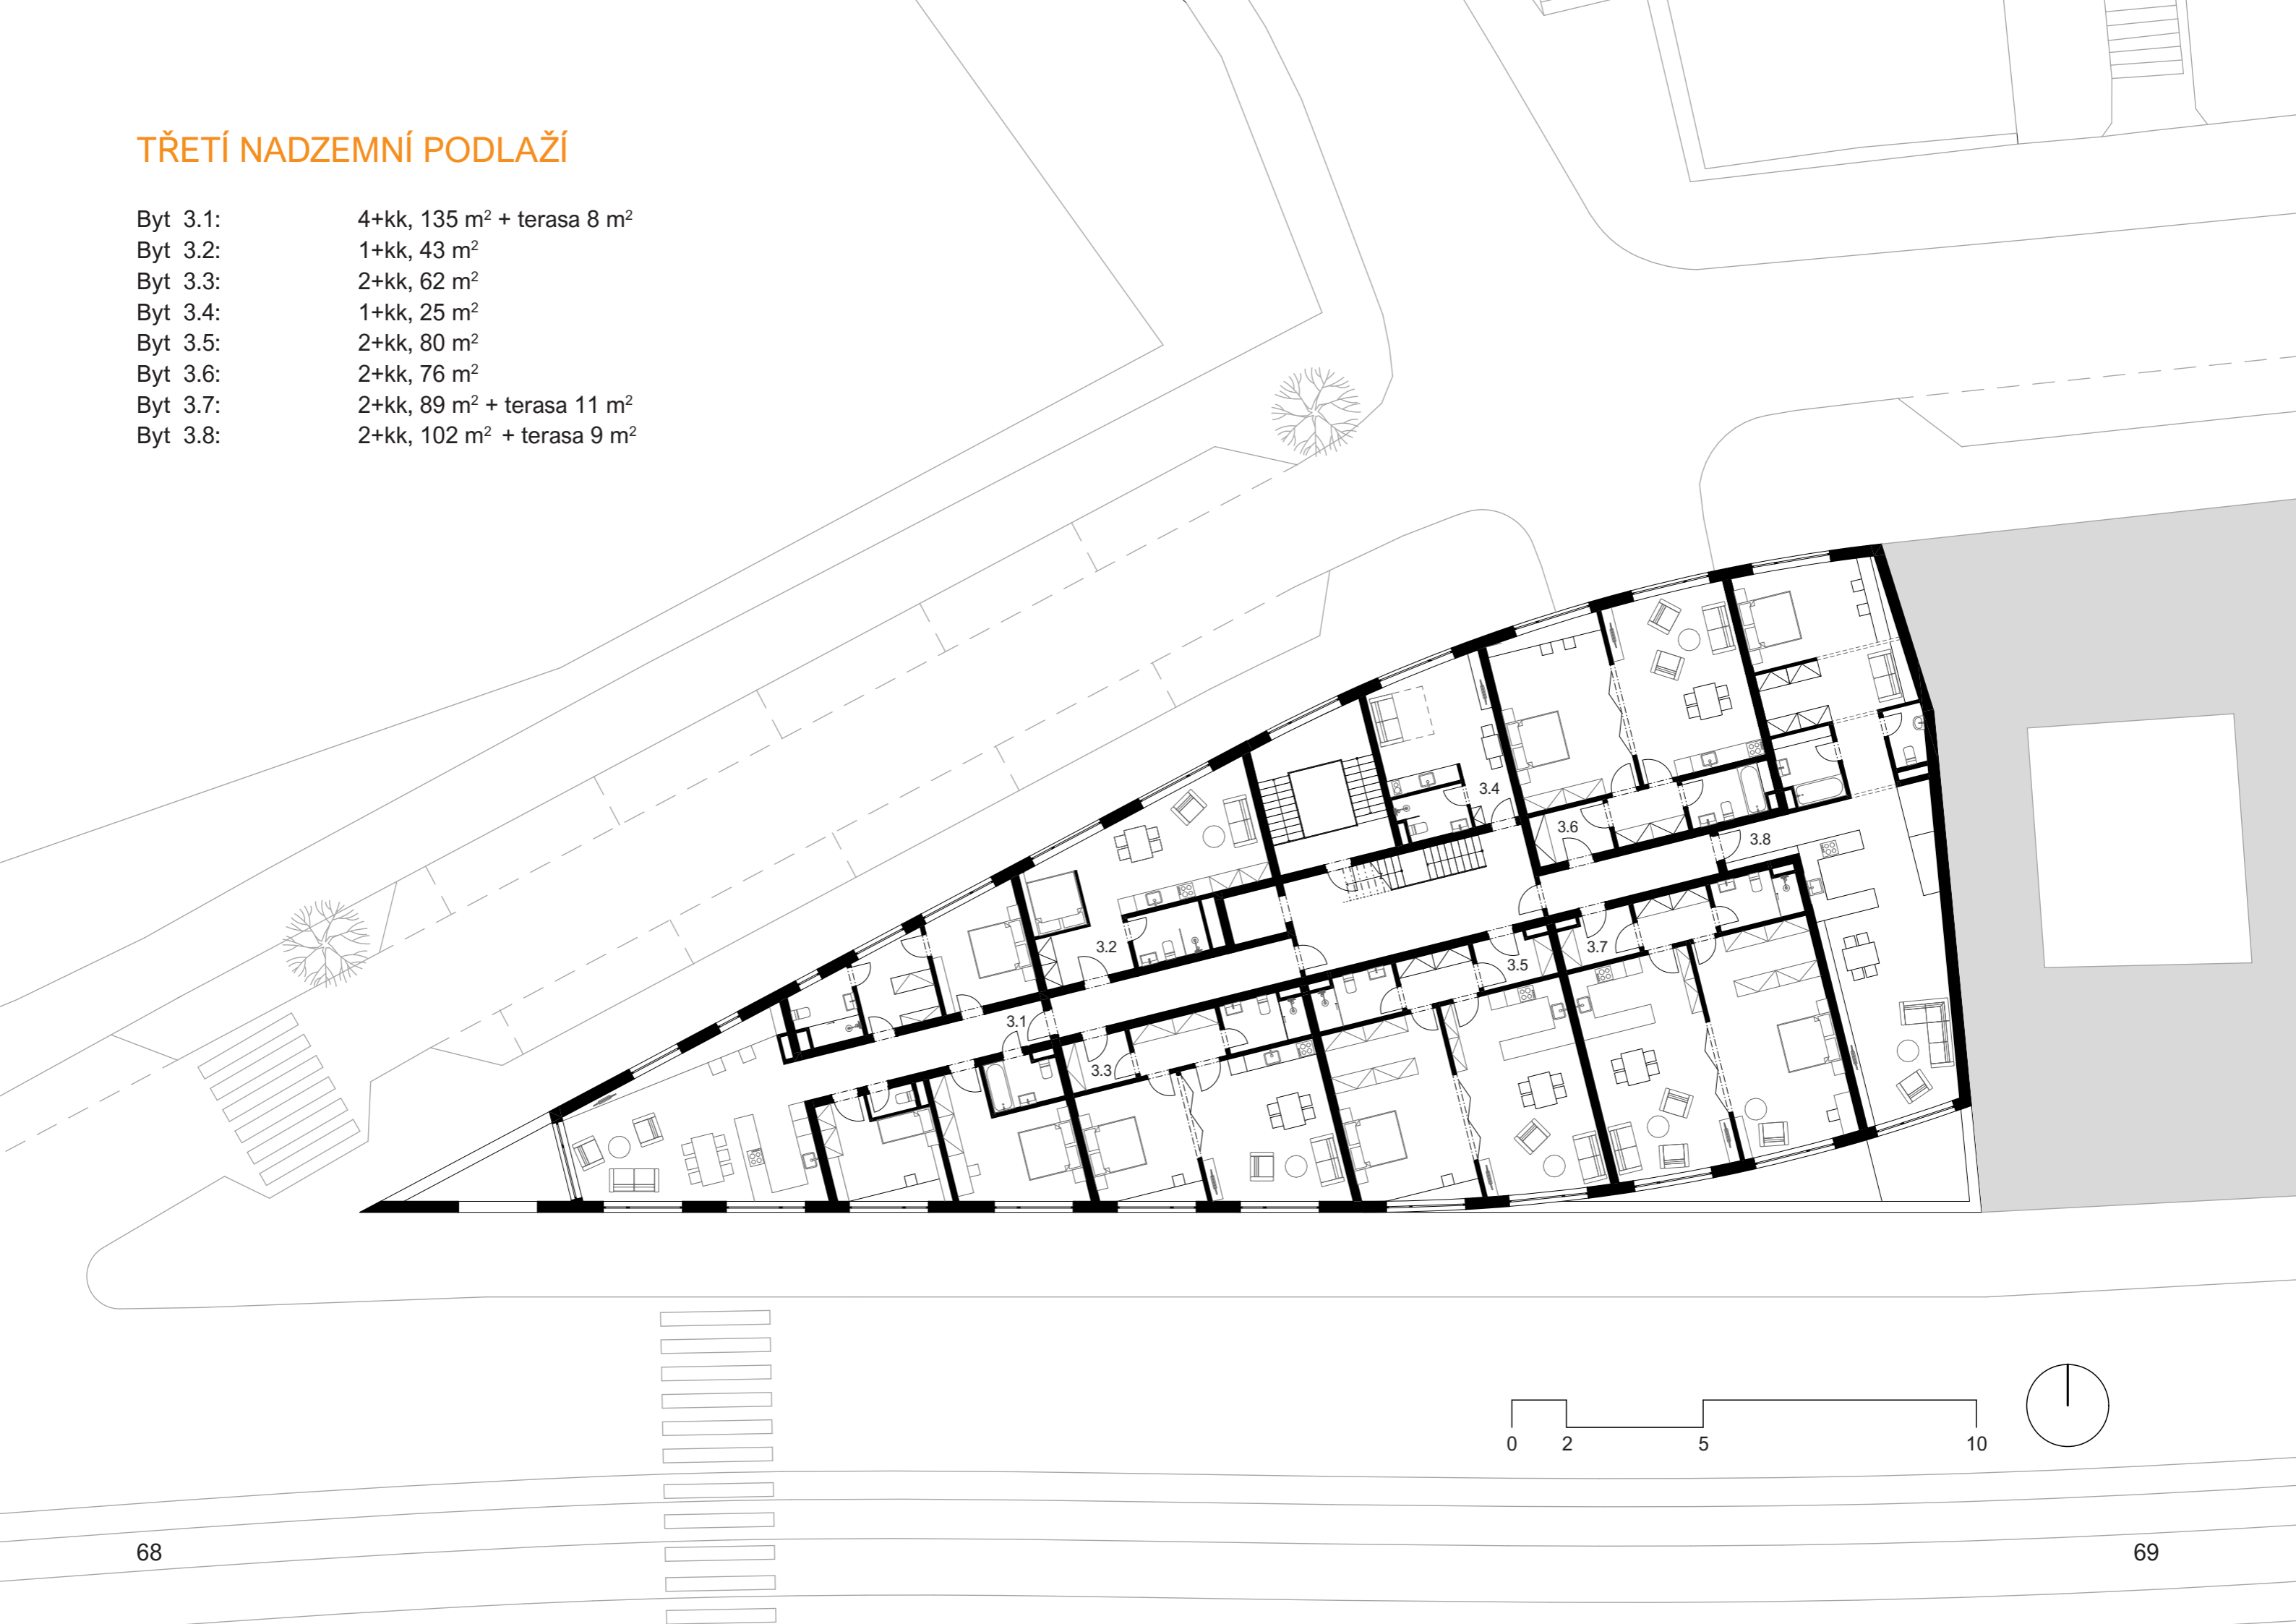 TŘETÍ NADZEMNÍ PODLAŽÍ
Byt 3.1: 4+kk, 135 m² + terasa 8 m²
Byt 3.2: 1+kk, 43 m²
Byt 3.3: 2+kk, 62 m²
Byt 3.4: 1+kk, 25 m²
Byt 3.5: 2+kk, 80 m²
Byt 3.6: 2+kk, 76 m²
Byt 3.7: 2+kk, 89 m² + terasa 11 m²
Byt 3.8: 2+kk, 102 m² + terasa 9 m²
3.4
3.6
3.8
3.2
3.7
3.5
3.1
3.3
0 2 5 10
68
69